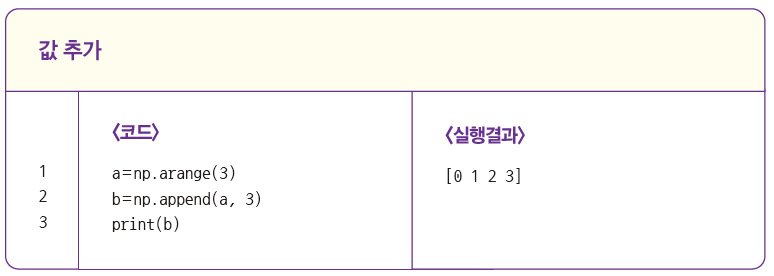 값 추가
<코드>
1 a=np.arange(3)
2 b=np.append(a, 3)
3 print(b)
<실행결과>
[0 1 2 3]